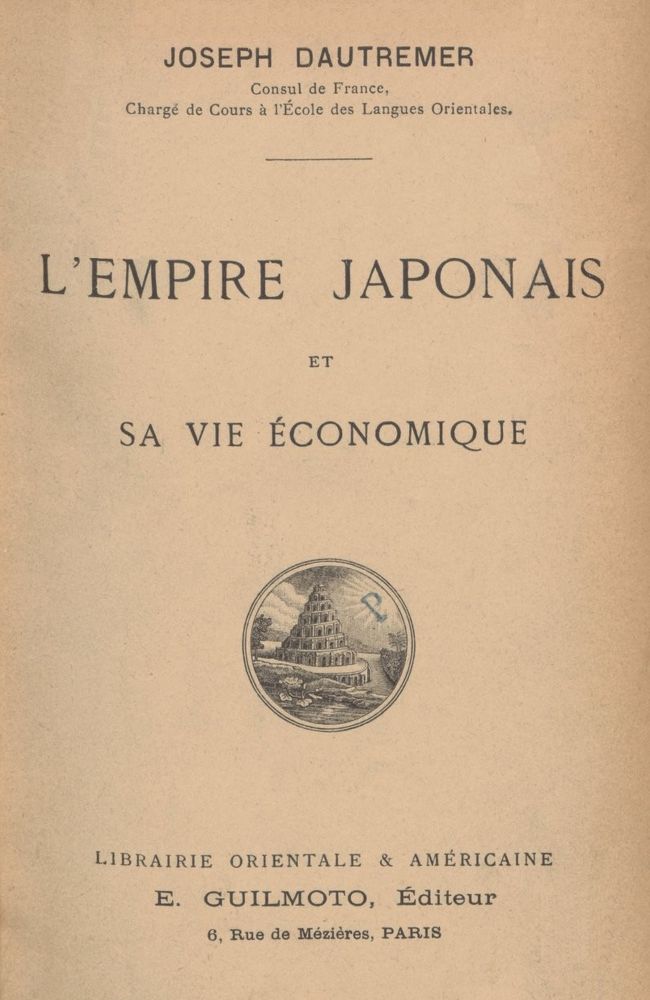 JOSEPH DAUTREMER
Consul de France,
Chargé de Cours à l'École des Langues Orientales.
L'EMPIRE JAPONAIS
ET
SA VIE ÉCONOMIQUE
P
LIBRAIRIE ORIENTALE & AMÉRICAINE
E. GUILMOTO, Éditeur
6, Rue de Mézières, PARIS